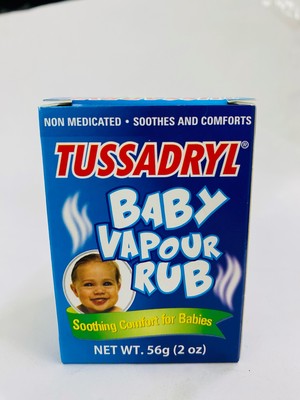 NON MEDICATED • SOOTHES AND COMFORTS
TUSSADRYL®
BABY
VAPOUR
RUB
Soothing Comfort for Babies
NET WT. 56g (2 oz)